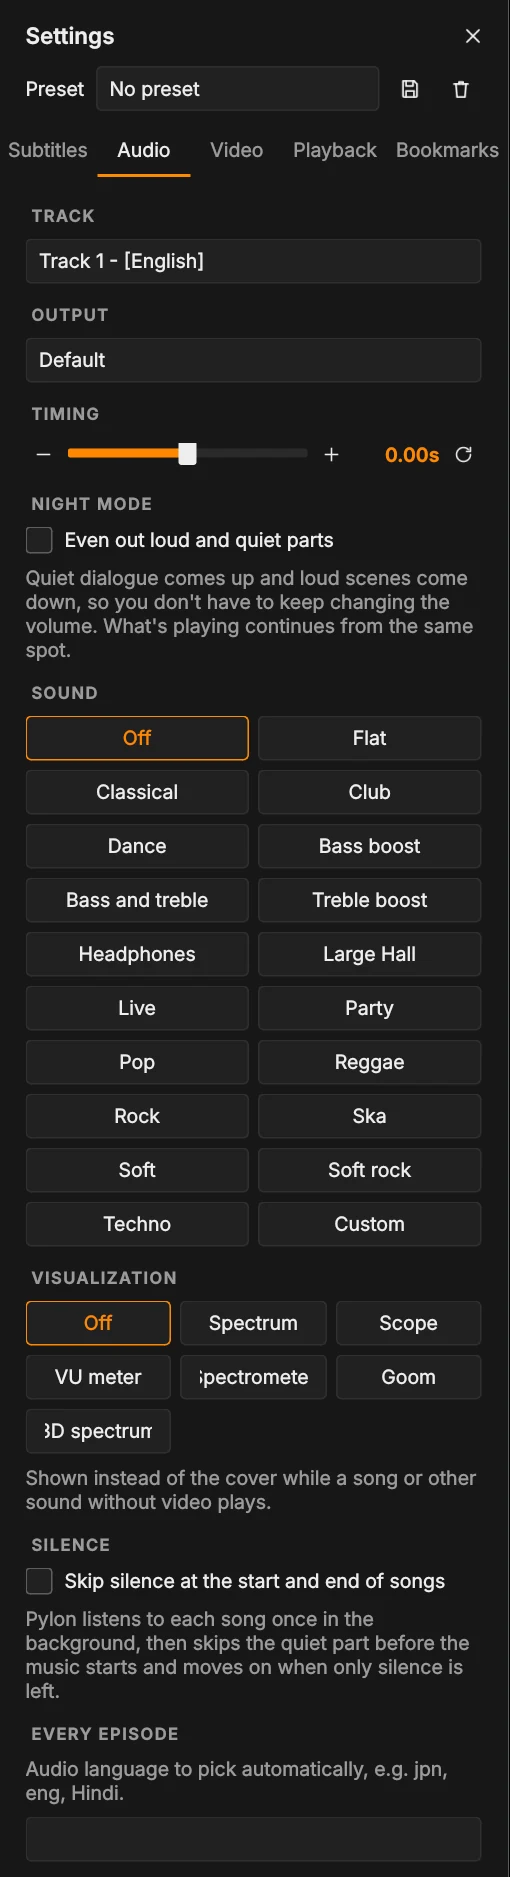 Settings
Preset No preset
Subtitles Audio Video Playback Bookmarks
TRACK
Track 1 - [English]
OUTPUT
Default
TIMING
0.00s
NIGHT MODE
Even out loud and quiet parts
Quiet dialogue comes up and loud scenes come
down, so you don't have to keep changing the
volume. What's playing continues from the same
spot.
SOUND
Off Flat
Classical Club
Dance Bass boost
Bass and treble Treble boost
Headphones Large Hall
Live Party
Pop Reggae
Rock Ska
Soft Soft rock
Techno Custom
VISUALIZATION
Off Spectrum Scope
VU meter Spectromete Goom
3D spectrum
Shown instead of the cover while a song or other
sound without video plays.
SILENCE
Skip silence at the start and end of songs
Pylon listens to each song once in the
background, then skips the quiet part before the
music starts and moves on when only silence is
left.
EVERY EPISODE
Audio language to pick automatically, e.g. jpn,
eng, Hindi.